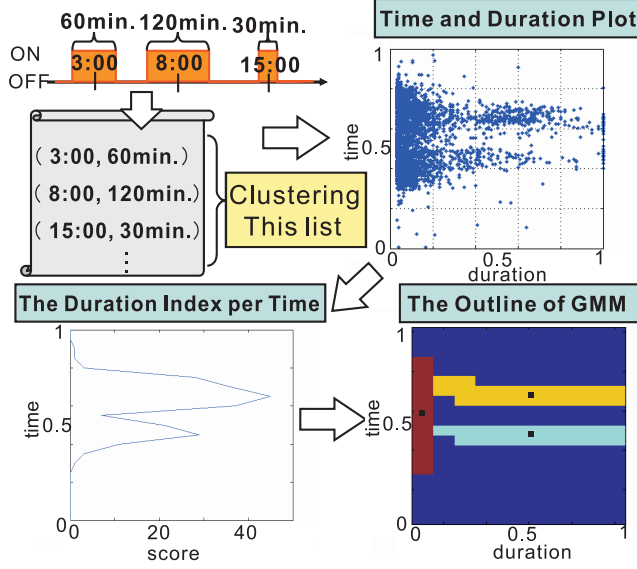 60min. 120min. 30min.
ON
OFF
3:00 8:00 15:00
( 3:00, 60min. )
( 8:00, 120min. )
( 15:00, 30min. )
⋮
Clustering
This list
Time and Duration Plot
1
time
0.5
0
0.5
1
duration
The Duration Index per Time
1
time
0.5
0
0
20
40
score
The Outline of GMM
1
time
0.5
0
0
0.5
1
duration